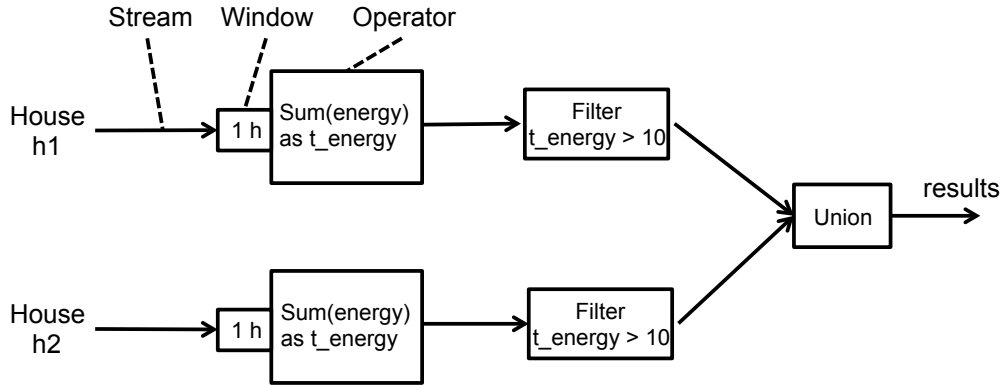 Stream
Window
Operator
House
h1
1 h
Sum(energy)
as t_energy
Filter
t_energy > 10
Union
results
House
h2
1 h
Sum(energy)
as t_energy
Filter
t_energy > 10